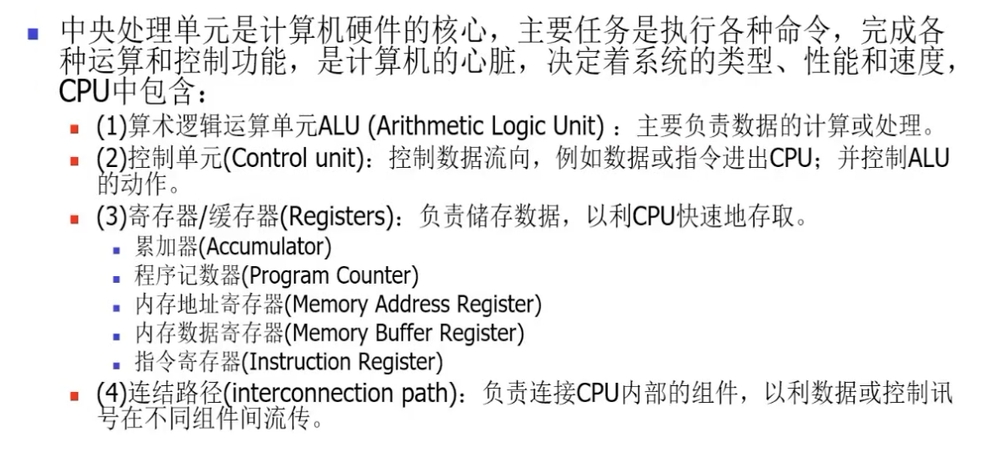 中央处理单元是计算机硬件的核心，主要任务是执行各种命令，完成各
种运算和控制功能，是计算机的心脏，决定着系统的类型、性能和速度，
CPU中包含：
(1)算术逻辑运算单元ALU (Arithmetic Logic Unit) ：主要负责数据的计算或处理。
(2)控制单元(Control unit)：控制数据流向，例如数据或指令进出CPU；并控制ALU
的动作。
(3)寄存器/缓存器(Registers)：负责储存数据，以利CPU快速地存取。
累加器(Accumulator)
程序记数器(Program Counter)
内存地址寄存器(Memory Address Register)
内存数据寄存器(Memory Buffer Register)
指令寄存器(Instruction Register)
(4)连结路径(interconnection path)：负责连接CPU内部的组件，以利数据或控制讯
号在不同组件间流传。